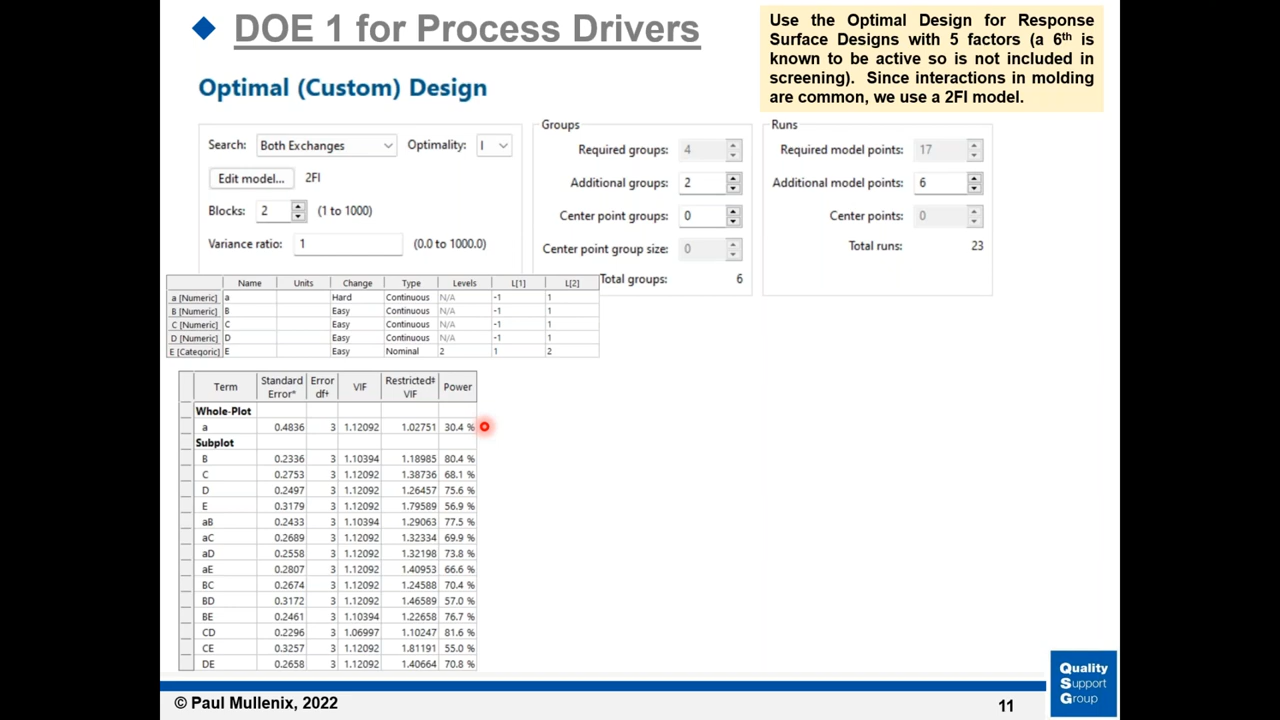 DOE 1 for Process Drivers
Use the Optimal Design for Response
Surface Designs with 5 factors (a 6th is
known to be active so is not included in
screening). Since interactions in molding
are common, we use a 2FI model.
Optimal (Custom) Design
Search: Both Exchanges Optimality: I
Edit model... 2FI
Blocks: 2 (1 to 1000)
Variance ratio: 1 (0.0 to 1000.0)
Groups
Required groups: 4
Additional groups: 2
Center point groups: 0
Center point group size: 0
Total groups: 6
Runs
Required model points: 17
Additional model points: 6
Center points: 0
Total runs: 23
Name Units Change Type Levels L[1] L[2]
a [Numeric] a Hard Continuous N/A -1 1
B [Numeric] B Easy Continuous N/A -1 1
C [Numeric] C Easy Continuous N/A -1 1
D [Numeric] D Easy Continuous N/A -1 1
E [Categoric] E Easy Nominal 2 1 2
Term Standard Error* Error df† VIF Restricted‡ VIF Power
Whole-Plot
a 0.4836 3 1.12092 1.02751 30.4 %
Subplot
B 0.2336 3 1.10394 1.18985 80.4 %
C 0.2753 3 1.12092 1.38736 68.1 %
D 0.2497 3 1.12092 1.26457 75.6 %
E 0.3179 3 1.12092 1.79589 56.9 %
aB 0.2433 3 1.10394 1.29063 77.5 %
aC 0.2689 3 1.12092 1.32334 69.9 %
aD 0.2558 3 1.12092 1.32198 73.8 %
aE 0.2807 3 1.12092 1.40953 66.6 %
BC 0.2674 3 1.12092 1.24588 70.4 %
BD 0.3172 3 1.12092 1.46589 57.0 %
BE 0.2461 3 1.10394 1.22658 76.7 %
CD 0.2296 3 1.06997 1.10247 81.6 %
CE 0.3257 3 1.12092 1.81191 55.0 %
DE 0.2658 3 1.12092 1.40664 70.8 %
© Paul Mullenix, 2022
11
Quality
Support
Group